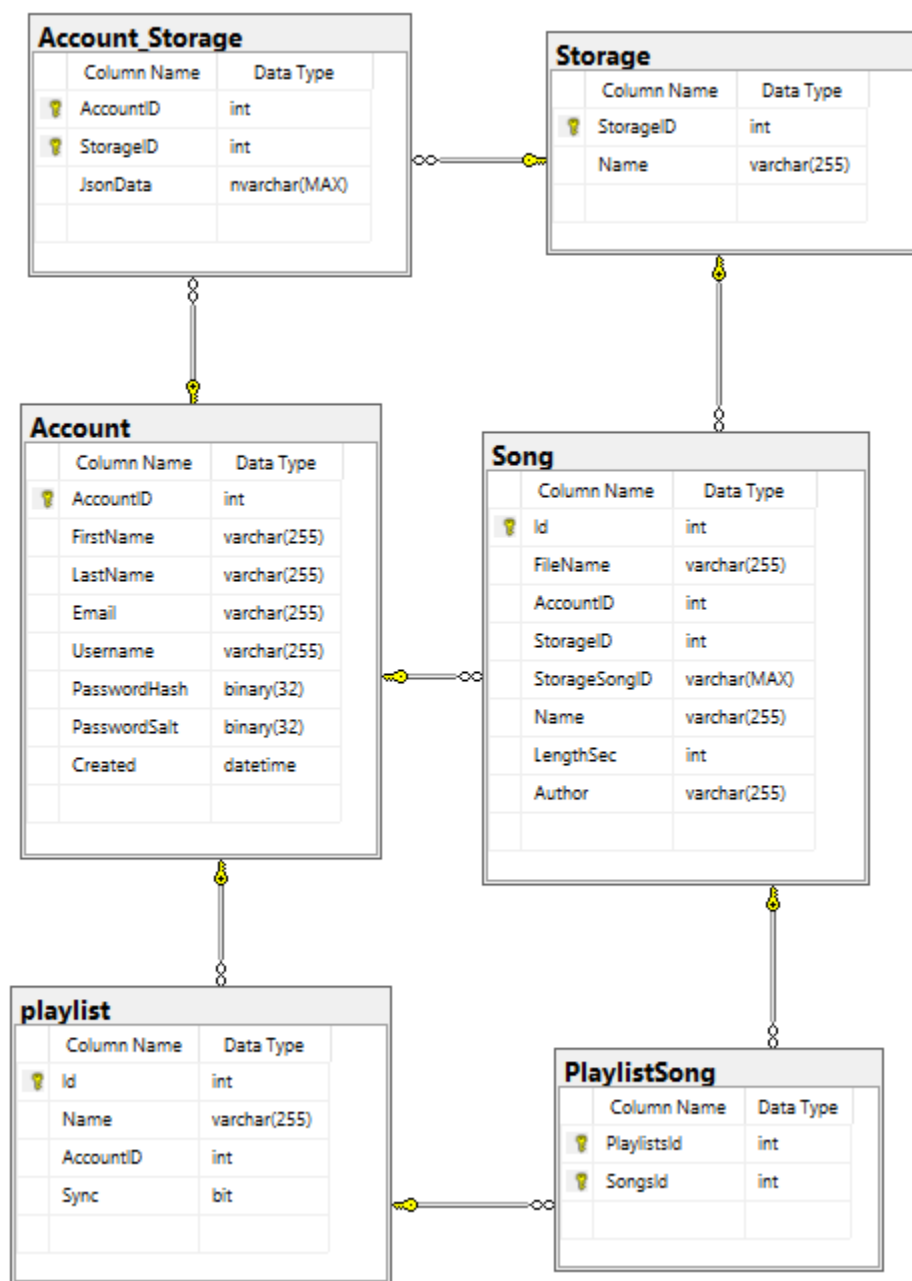 Account_Storage
Column Name Data Type
AccountID int
StorageID int
JsonData nvarchar(MAX)
Storage
Column Name Data Type
StorageID int
Name varchar(255)
Account
Column Name Data Type
AccountID int
FirstName varchar(255)
LastName varchar(255)
Email varchar(255)
Username varchar(255)
PasswordHash binary(32)
PasswordSalt binary(32)
Created datetime
Song
Column Name Data Type
Id int
FileName varchar(255)
AccountID int
StorageID int
StorageSongID varchar(MAX)
Name varchar(255)
LengthSec int
Author varchar(255)
playlist
Column Name Data Type
Id int
Name varchar(255)
AccountID int
Sync bit
PlaylistSong
Column Name Data Type
PlaylistsId int
SongsId int